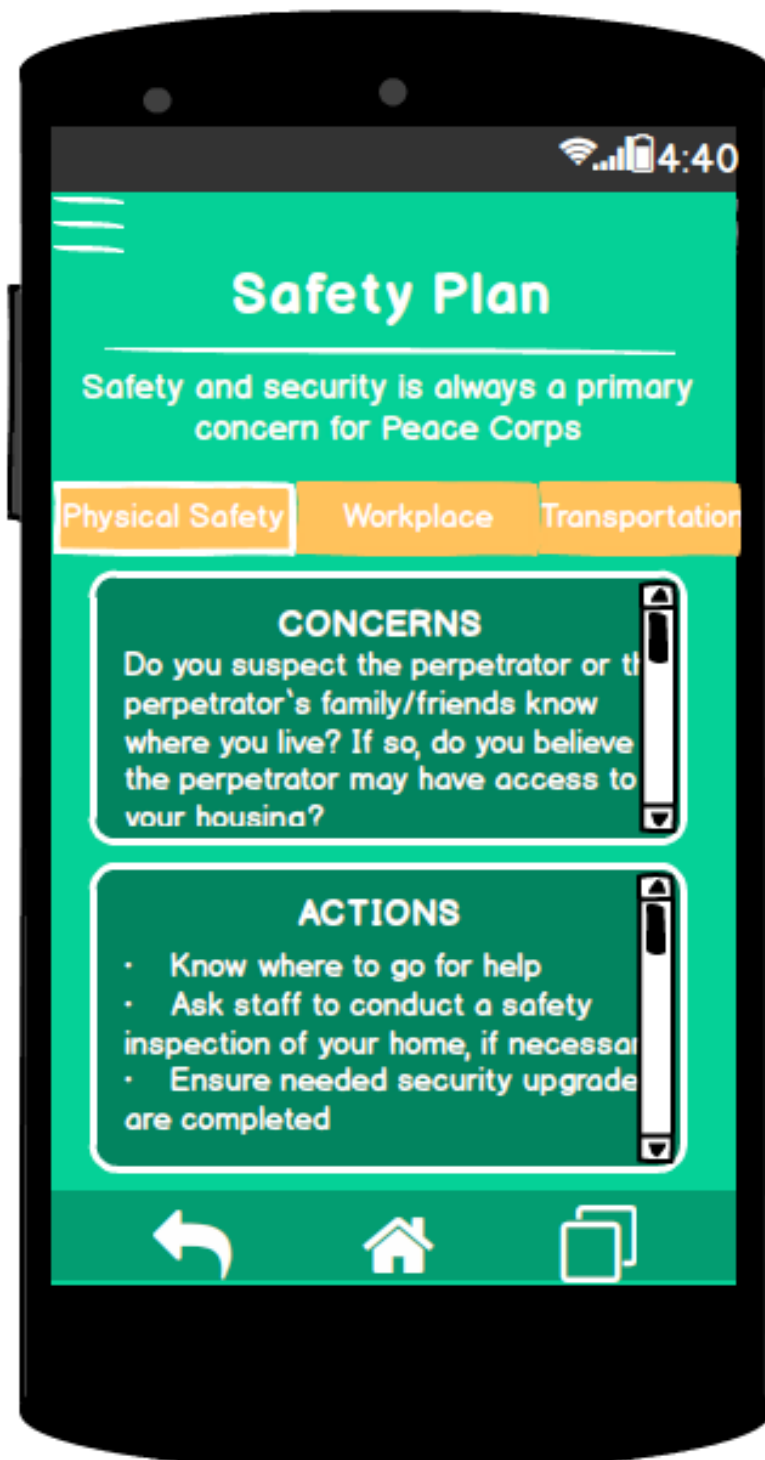 4:40
Safety Plan
Safety and security is always a primary
concern for Peace Corps
Physical Safety Workplace Transportation
CONCERNS
Do you suspect the perpetrator or th
perpetrator`s family/friends know
where you live? If so, do you believe
the perpetrator may have access to
your housing?
ACTIONS
· Know where to go for help
· Ask staff to conduct a safety
inspection of your home, if necessar
· Ensure needed security upgrade
are completed